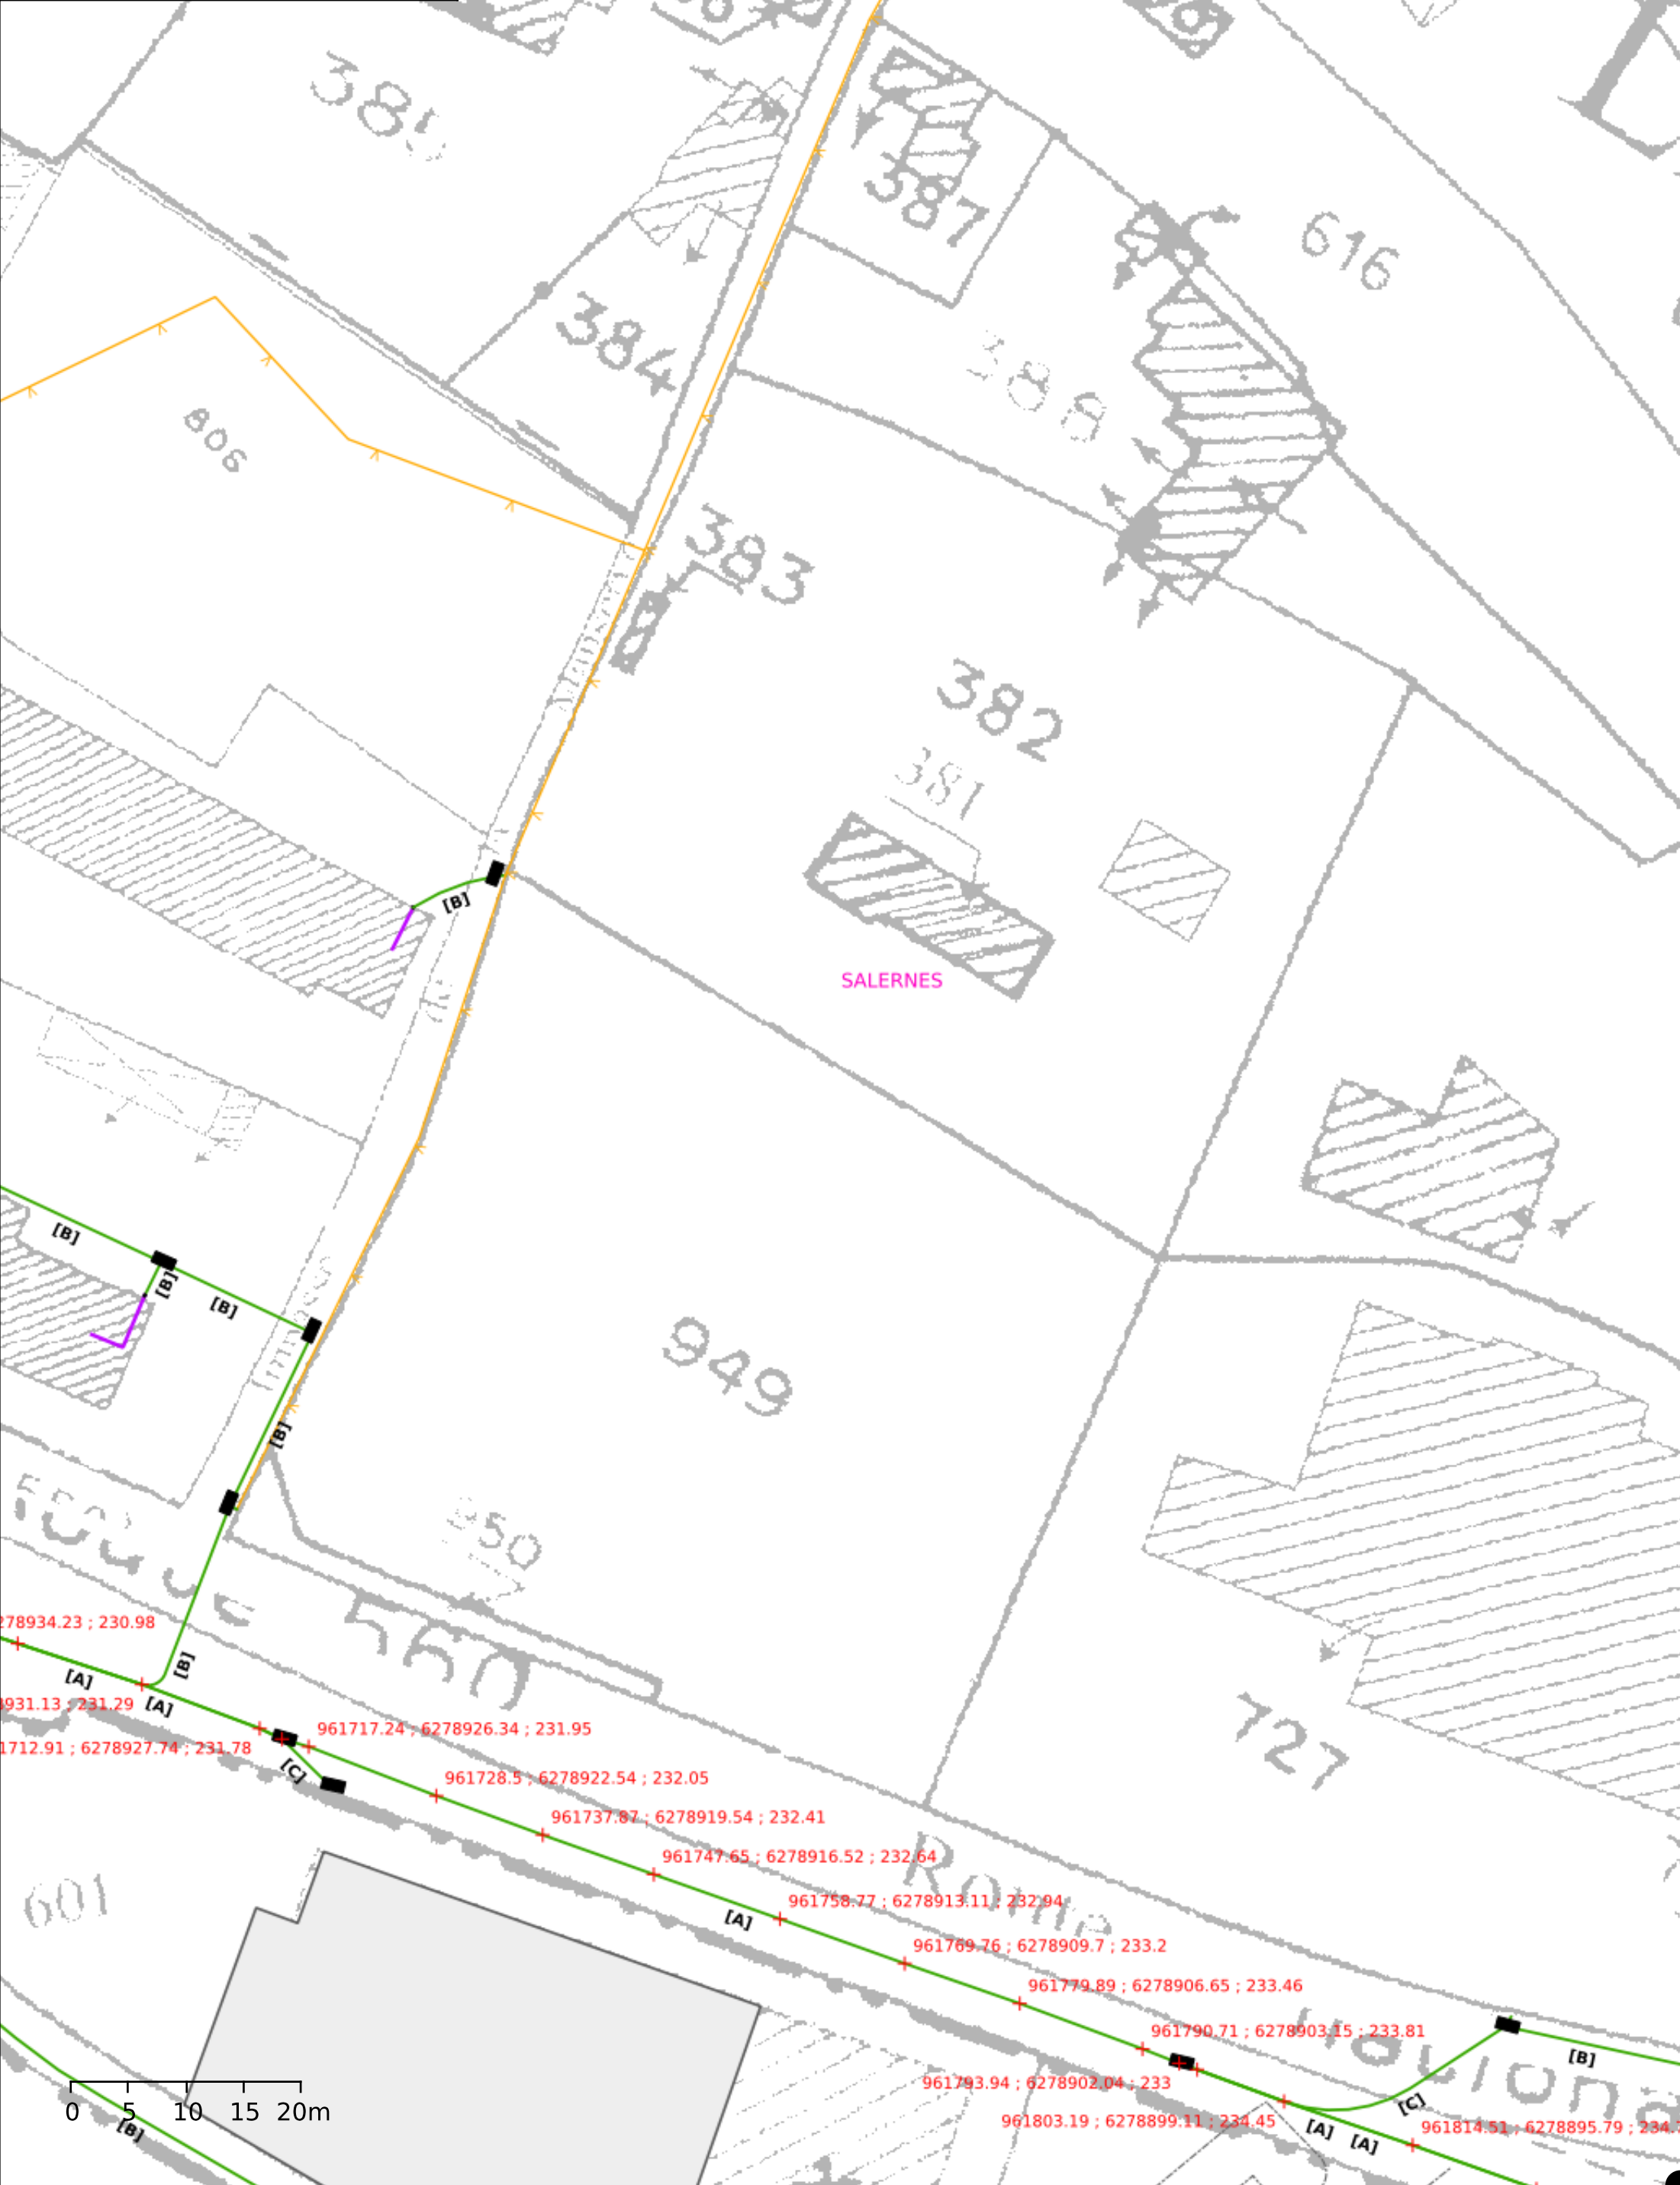 387
616
384
806
383
382
381
SALERNES
[B]
[B]
[B]
[B]
949
[B]
560
278934.23 ; 230.98
[B]
[A]
[A]
931.13 ; 231.29
961717.24 ; 6278926.34 ; 231.95
1712.91 ; 6278927.74 ; 231.78
[C]
727
961728.5 ; 6278922.54 ; 232.05
961737.87 ; 6278919.54 ; 232.41
961747.65 ; 6278916.52 ; 232.64
Rome
601
961758.77 ; 6278913.11 ; 232.94
[A]
961769.76 ; 6278909.7 ; 233.2
961779.89 ; 6278906.65 ; 233.46
961790.71 ; 6278903.15 ; 233.81
[B]
961793.94 ; 6278902.04 ; 233
[C]
0 5 10 15 20m
961803.19 ; 6278899.11 ; 234.45
961814.51 ; 6278895.79 ; 234.
[B]
[A] [A]